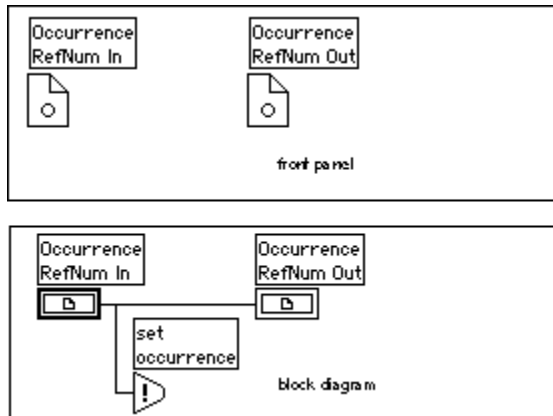 Occurrence
RefNum In
Occurrence
RefNum Out
front panel
Occurrence
RefNum In
Occurrence
RefNum Out
set
occurrence
!
block diagram